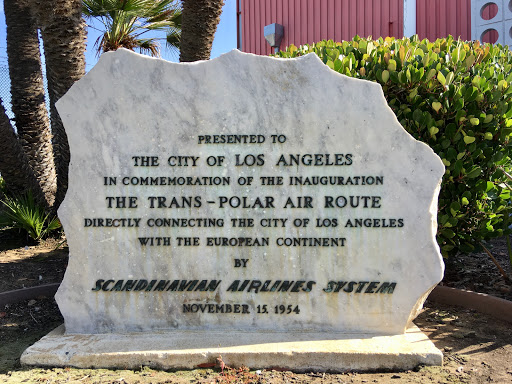 PRESENTED TO
THE CITY OF LOS ANGELES
IN COMMEMORATION OF THE INAUGURATION
THE TRANS-POLAR AIR ROUTE
DIRECTLY CONNECTING THE CITY OF LOS ANGELES
WITH THE EUROPEAN CONTINENT
BY
SCANDINAVIAN AIRLINES SYSTEM
NOVEMBER 15, 1954